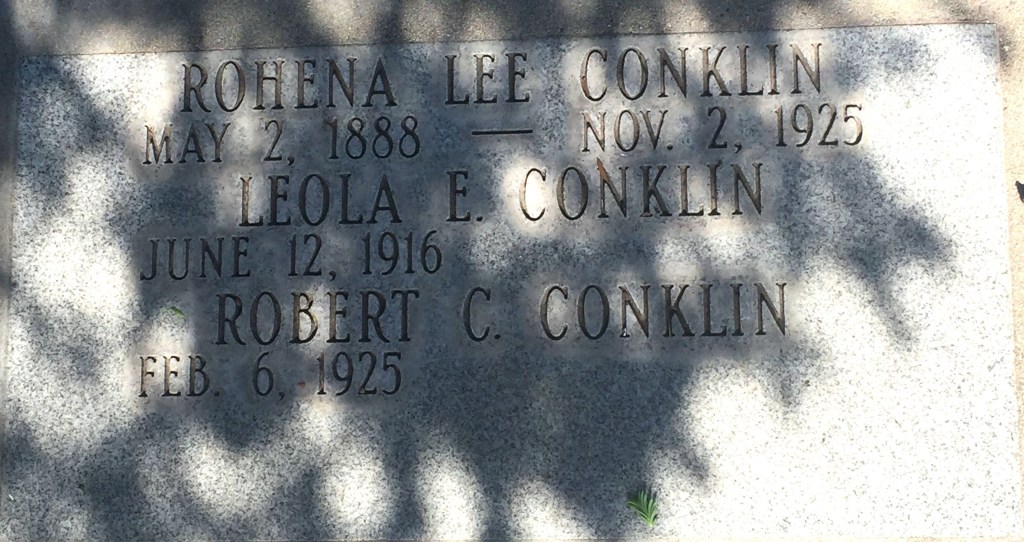 ROHENA LEE CONKLIN
MAY 2, 1888 — NOV. 2, 1925
LEOLA E. CONKLIN
JUNE 12, 1916
ROBERT C. CONKLIN
FEB. 6, 1925